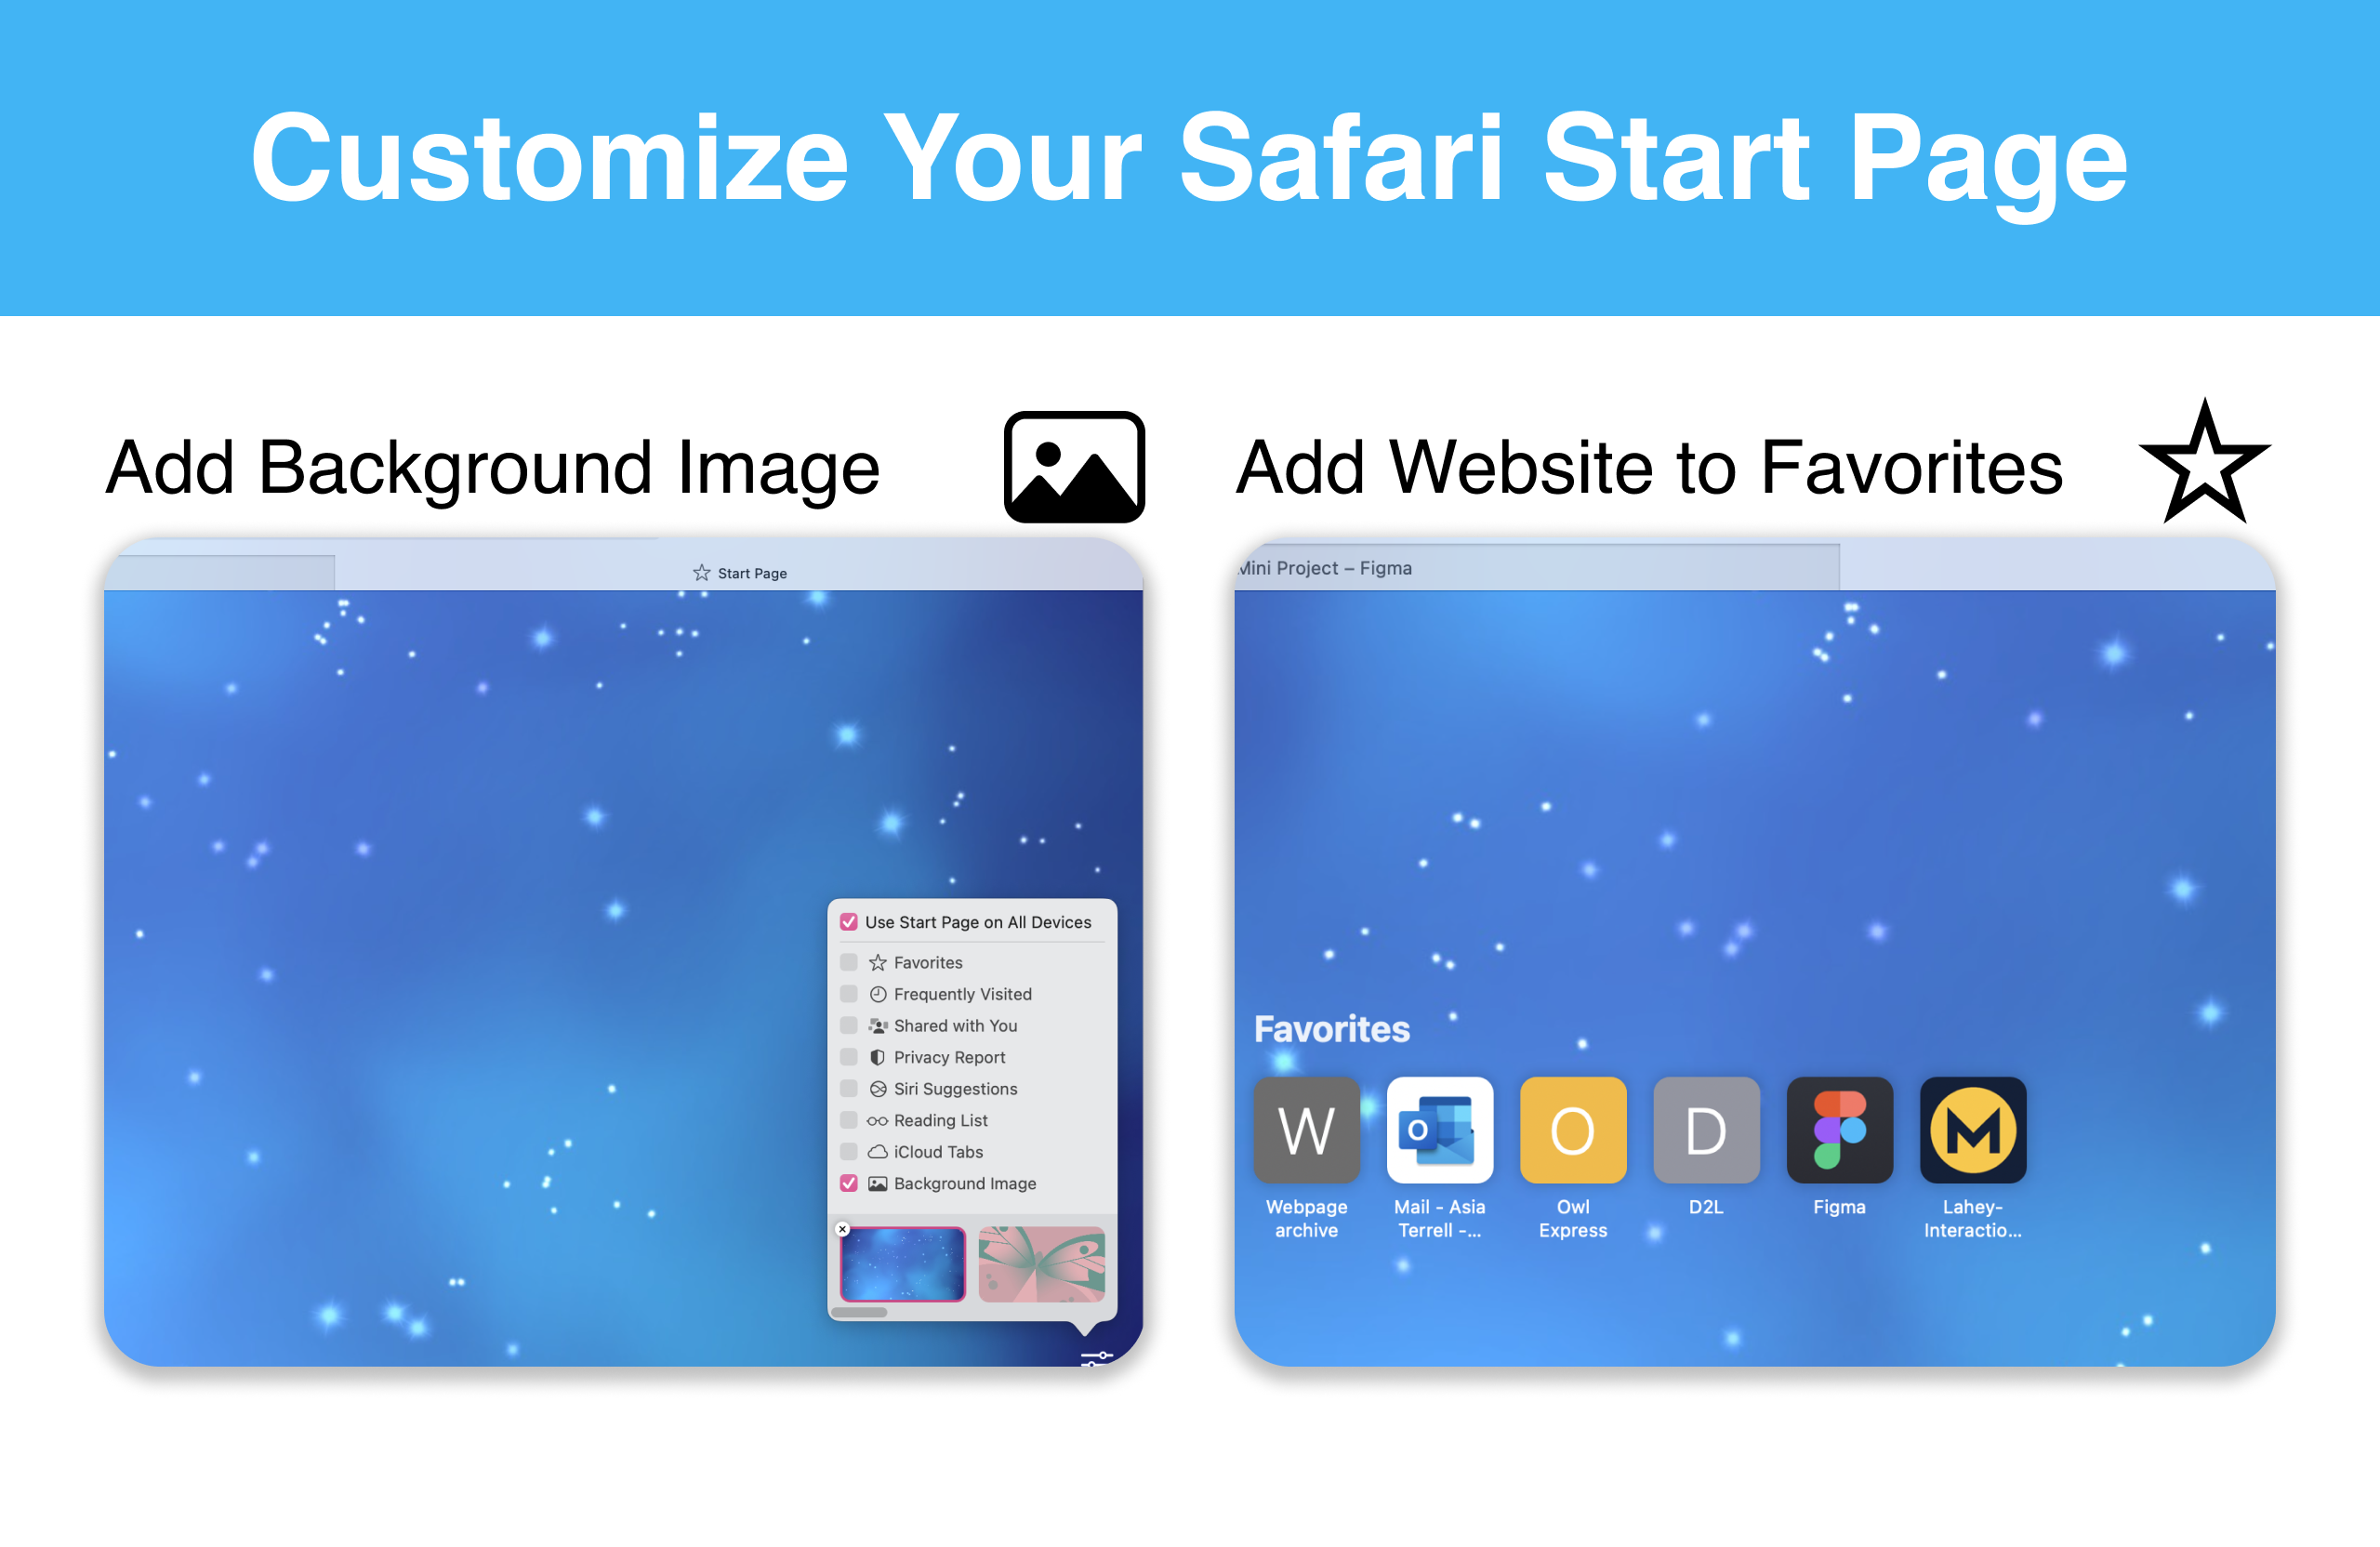 Customize Your Safari Start Page
Add Background Image
Add Website to Favorites
Start Page
Use Start Page on All Devices
Favorites
Frequently Visited
Shared with You
Privacy Report
Siri Suggestions
Reading List
iCloud Tabs
Background Image
Mini Project – Figma
Favorites
W
O
O
D
M
Webpage
archive
Mail - Asia
Terrell -...
Owl
Express
D2L
Figma
Lahey-
Interactio...